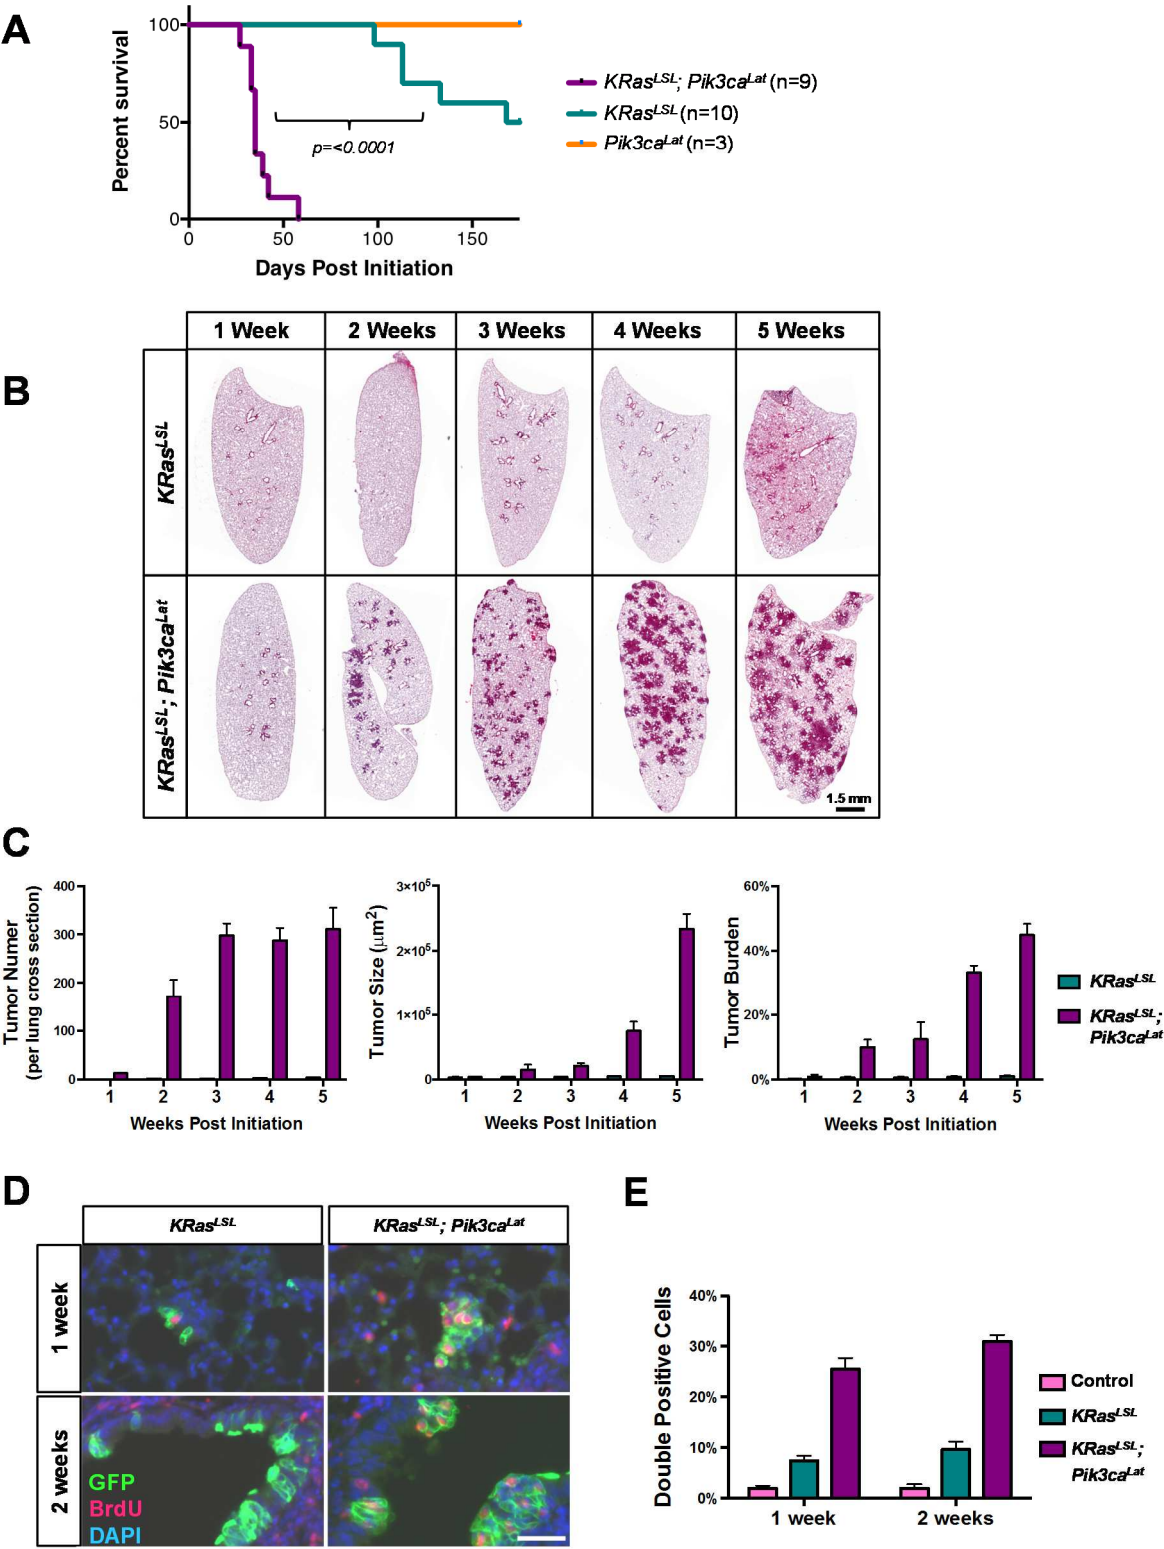 A
Percent survival
100
50
0
0 50 100 150
Days Post Initiation
p=<0.0001
KRasLSL; Pik3caLat (n=9)
KRasLSL (n=10)
Pik3caLat (n=3)
B
1 Week 2 Weeks 3 Weeks 4 Weeks 5 Weeks
KRasLSL
KRasLSL; Pik3caLat
1.5 mm
C
Tumor Numer
(per lung cross section)
400
300
200
100
0
1 2 3 4 5
Weeks Post Initiation
Tumor Size (μm2)
3×105
2×105
1×105
0
1 2 3 4 5
Weeks Post Initiation
Tumor Burden
60%
40%
20%
0%
1 2 3 4 5
Weeks Post Initiation
KRasLSL
KRasLSL;
Pik3caLat
D
KRasLSL KRasLSL; Pik3caLat
1 week
2 weeks
GFP
BrdU
DAPI
E
Double Positive Cells
40%
30%
20%
10%
0%
1 week 2 weeks
Control
KRasLSL
KRasLSL;
Pik3caLat